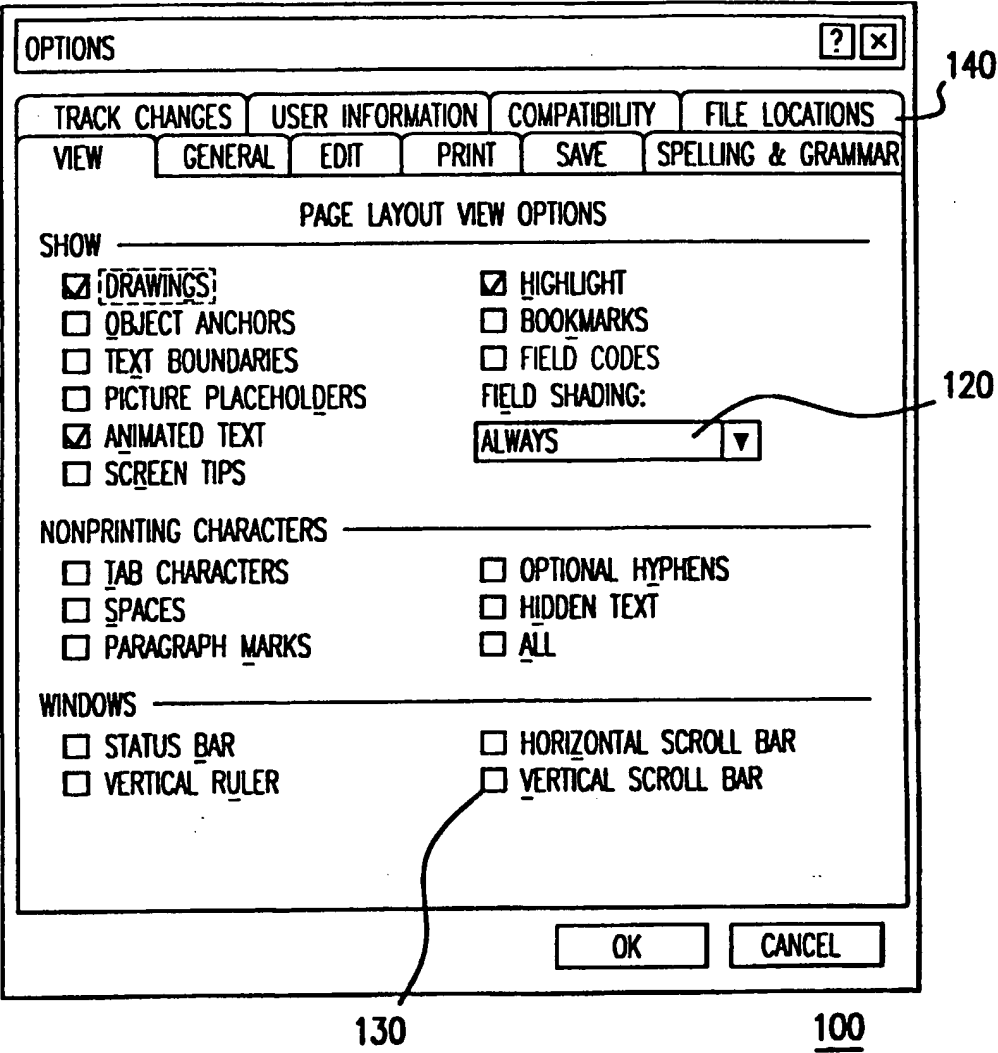 OPTIONS ? ×
140
TRACK CHANGES USER INFORMATION COMPATIBILITY FILE LOCATIONS
VIEW GENERAL EDIT PRINT SAVE SPELLING & GRAMMAR
PAGE LAYOUT VIEW OPTIONS
SHOW
DRAWINGS HIGHLIGHT
OBJECT ANCHORS BOOKMARKS
TEXT BOUNDARIES FIELD CODES
PICTURE PLACEHOLDERS FIELD SHADING:
120
ANIMATED TEXT ALWAYS
SCREEN TIPS
NONPRINTING CHARACTERS
TAB CHARACTERS OPTIONAL HYPHENS
SPACES HIDDEN TEXT
PARAGRAPH MARKS ALL
WINDOWS
STATUS BAR HORIZONTAL SCROLL BAR
VERTICAL RULER VERTICAL SCROLL BAR
OK CANCEL
130 100